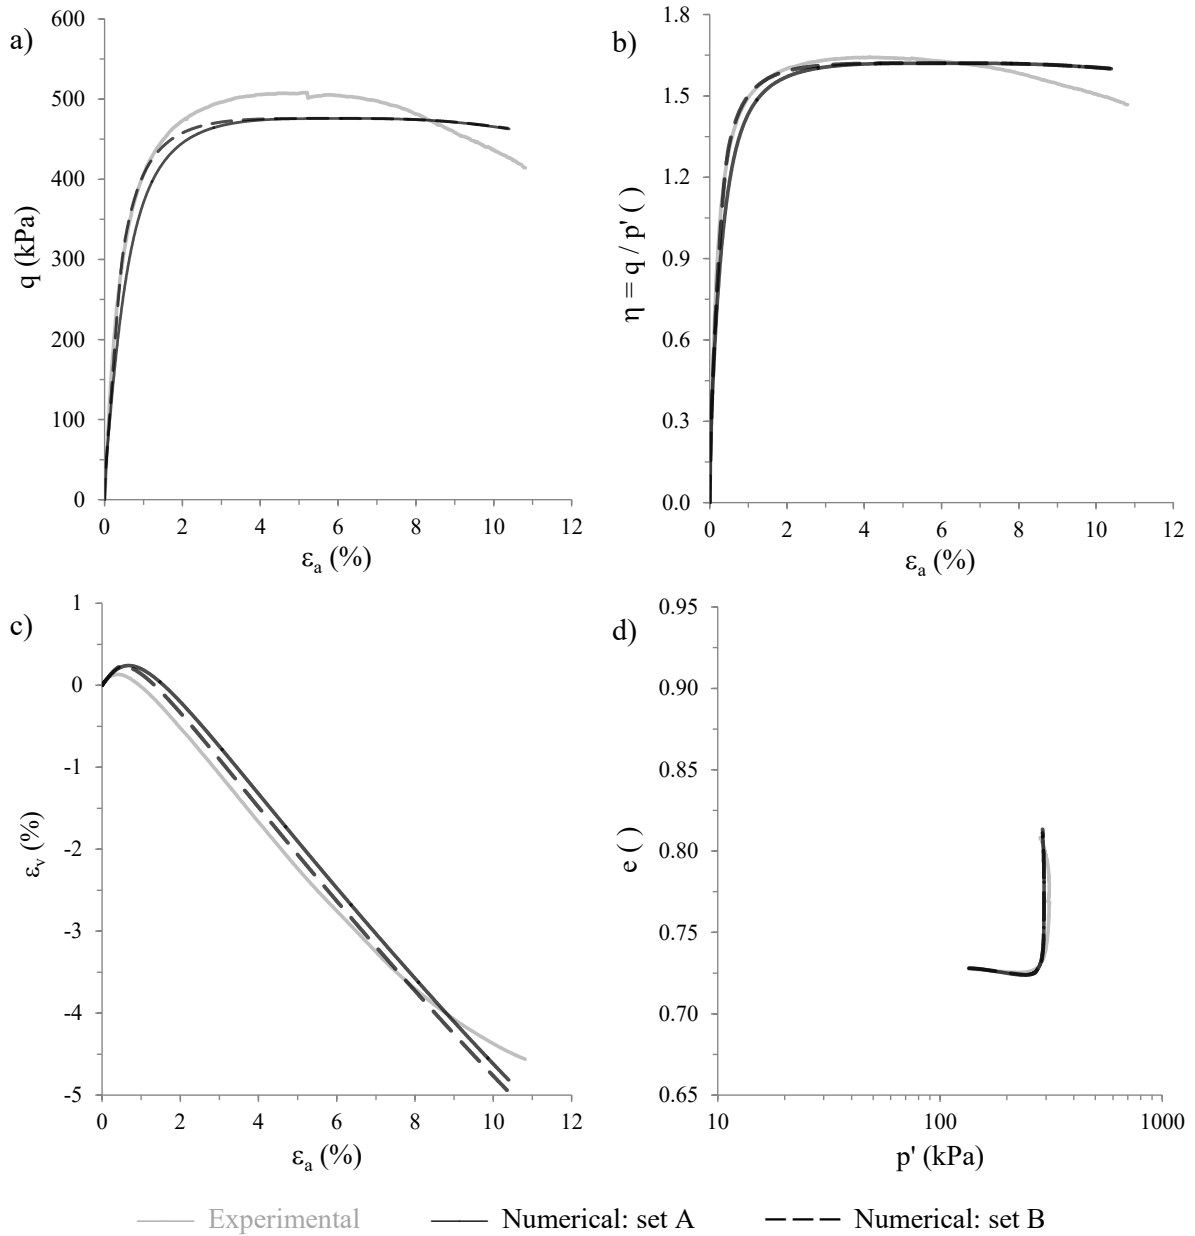 a)
600
500
400
300
200
100
0
q (kPa)
0 2 4 6 8 10 12
εa (%)
b)
1.8
1.5
1.2
0.9
0.6
0.3
0.0
η = q / p' ( )
0 2 4 6 8 10 12
εa (%)
c)
1
0
-1
-2
-3
-4
-5
εv (%)
0 2 4 6 8 10 12
εa (%)
d)
0.95
0.90
0.85
0.80
0.75
0.70
0.65
e ( )
10 100 1000
p' (kPa)
Experimental Numerical: set A Numerical: set B